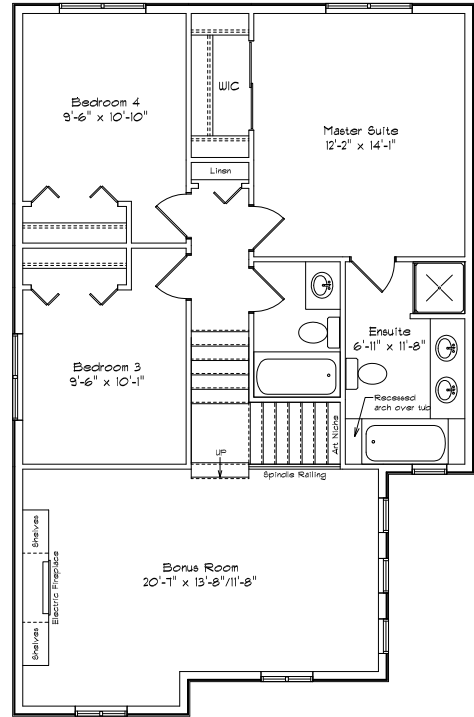 Bedroom 4
9'-6" x 10'-10"
WIC
Master Suite
12'-2" x 14'-1"
Linen
Ensuite
6'-11" x 11'-8"
Bedroom 3
9'-6" x 10'-1"
Recessed
arch over tub
Art Niche
UP
Spindle Railing
Shelves
Electric Fireplace
Bonus Room
20'-7" x 13'-8"/11'-8"
Shelves